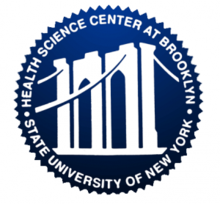 HEALTH SCIENCE CENTER AT BROOKLYN
STATE UNIVERSITY OF NEW YORK